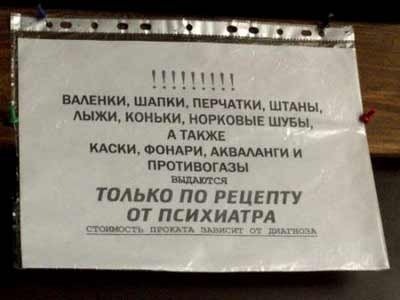 !!!!!!!!!
ВАЛЕНКИ, ШАПКИ, ПЕРЧАТКИ, ШТАНЫ,
ЛЫЖИ, КОНЬКИ, НОРКОВЫЕ ШУБЫ,
А ТАКЖЕ
КАСКИ, ФОНАРИ, АКВАЛАНГИ И
ПРОТИВОГАЗЫ
ВЫДАЮТСЯ
ТОЛЬКО ПО РЕЦЕПТУ
ОТ ПСИХИАТРА
СТОИМОСТЬ ПРОКАТА ЗАВИСИТ ОТ ДИАГНОЗА